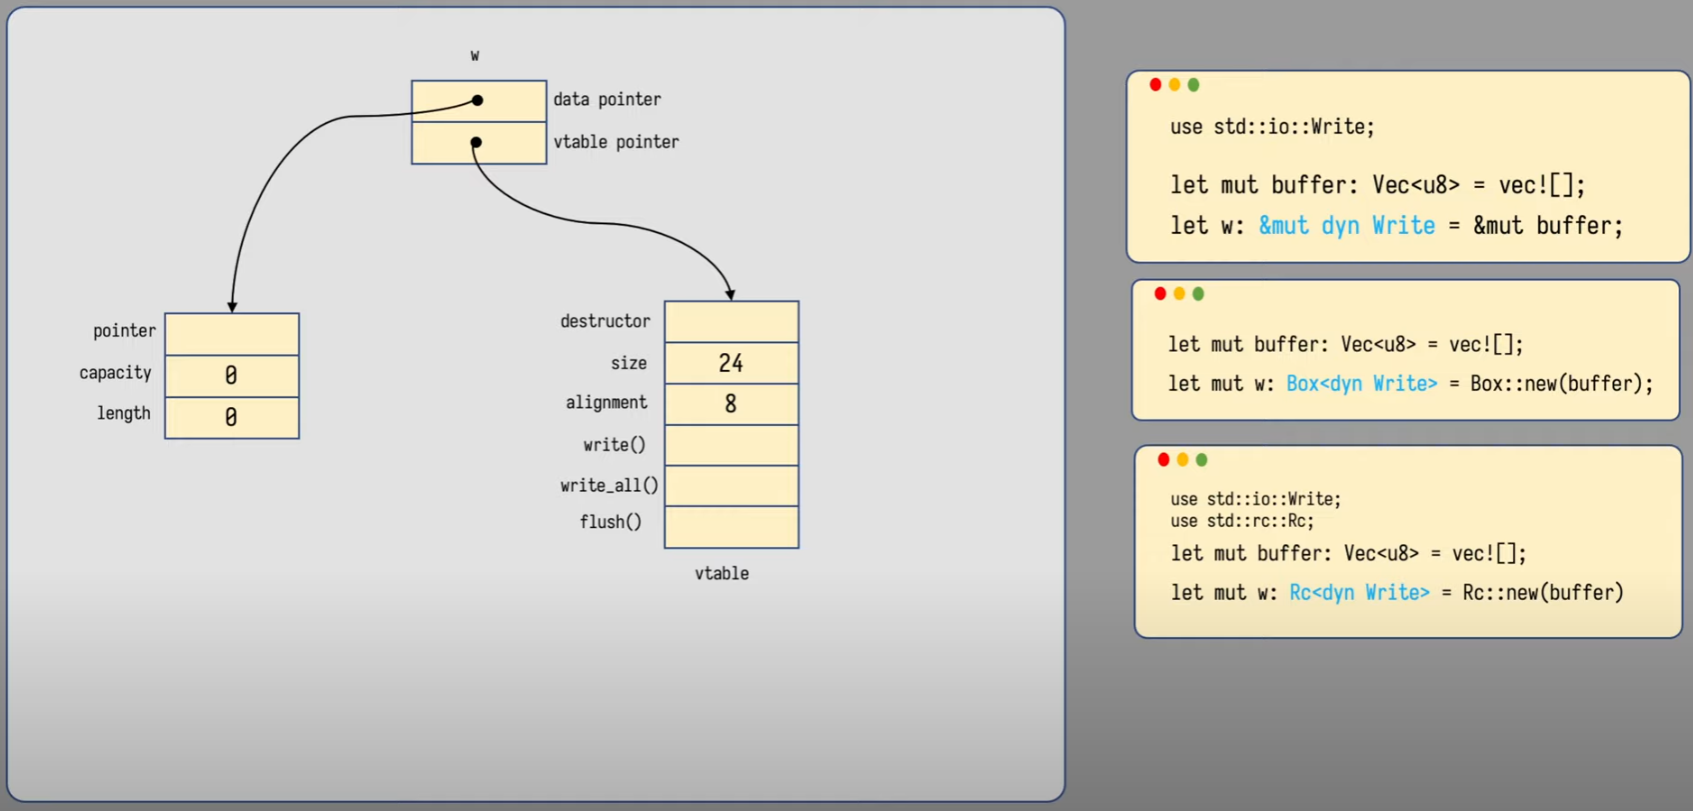 w
data pointer
vtable pointer
pointer
capacity 0
length 0
destructor
size 24
alignment 8
write()
write_all()
flush()
vtable
use std::io::Write;
let mut buffer: Vec<u8> = vec![];
let w: &mut dyn Write = &mut buffer;
let mut buffer: Vec<u8> = vec![];
let mut w: Box<dyn Write> = Box::new(buffer);
use std::io::Write;
use std::rc::Rc;
let mut buffer: Vec<u8> = vec![];
let mut w: Rc<dyn Write> = Rc::new(buffer)